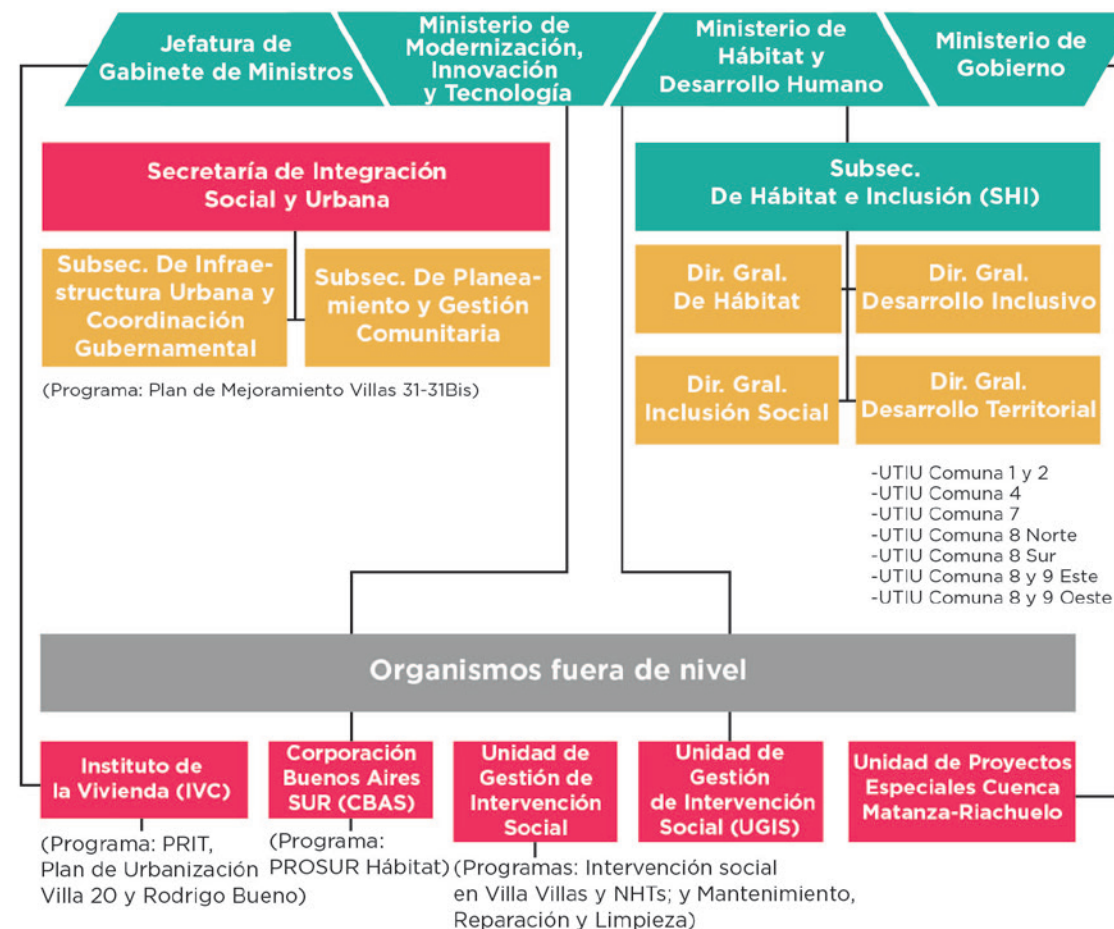 Jefatura de
Gabinete de Ministros
Ministerio de
Modernización,
Innovación
y Tecnología
Ministerio de
Hábitat y
Desarrollo Humano
Ministerio de
Gobierno
Secretaría de Integración
Social y Urbana
Subsec. De Infrae-
structura Urbana y
Coordinación
Gubernamental
Subsec. De Planea-
miento y Gestión
Comunitaria
(Programa: Plan de Mejoramiento Villas 31-31Bis)
Subsec.
De Hábitat e Inclusión (SHI)
Dir. Gral.
De Hábitat
Dir. Gral.
Desarrollo Inclusivo
Dir. Gral.
Inclusión Social
Dir. Gral.
Desarrollo Territorial
-UTIU Comuna 1 y 2
-UTIU Comuna 4
-UTIU Comuna 7
-UTIU Comuna 8 Norte
-UTIU Comuna 8 Sur
-UTIU Comuna 8 y 9 Este
-UTIU Comuna 8 y 9 Oeste
Organismos fuera de nivel
Instituto de
la Vivienda (IVC)
(Programa: PRIT,
Plan de Urbanización
Villa 20 y Rodrigo Bueno)
Corporación
Buenos Aires
SUR (CBAS)
(Programa:
PROSUR Hábitat)
Unidad de
Gestión de
Intervención
Social
(Programas: Intervención social
en Villa Villas y NHTs; y Mantenimiento,
Reparación y Limpieza)
Unidad de
Gestión
de Intervención
Social (UGIS)
Unidad de Proyectos
Especiales Cuenca
Matanza-Riachuelo